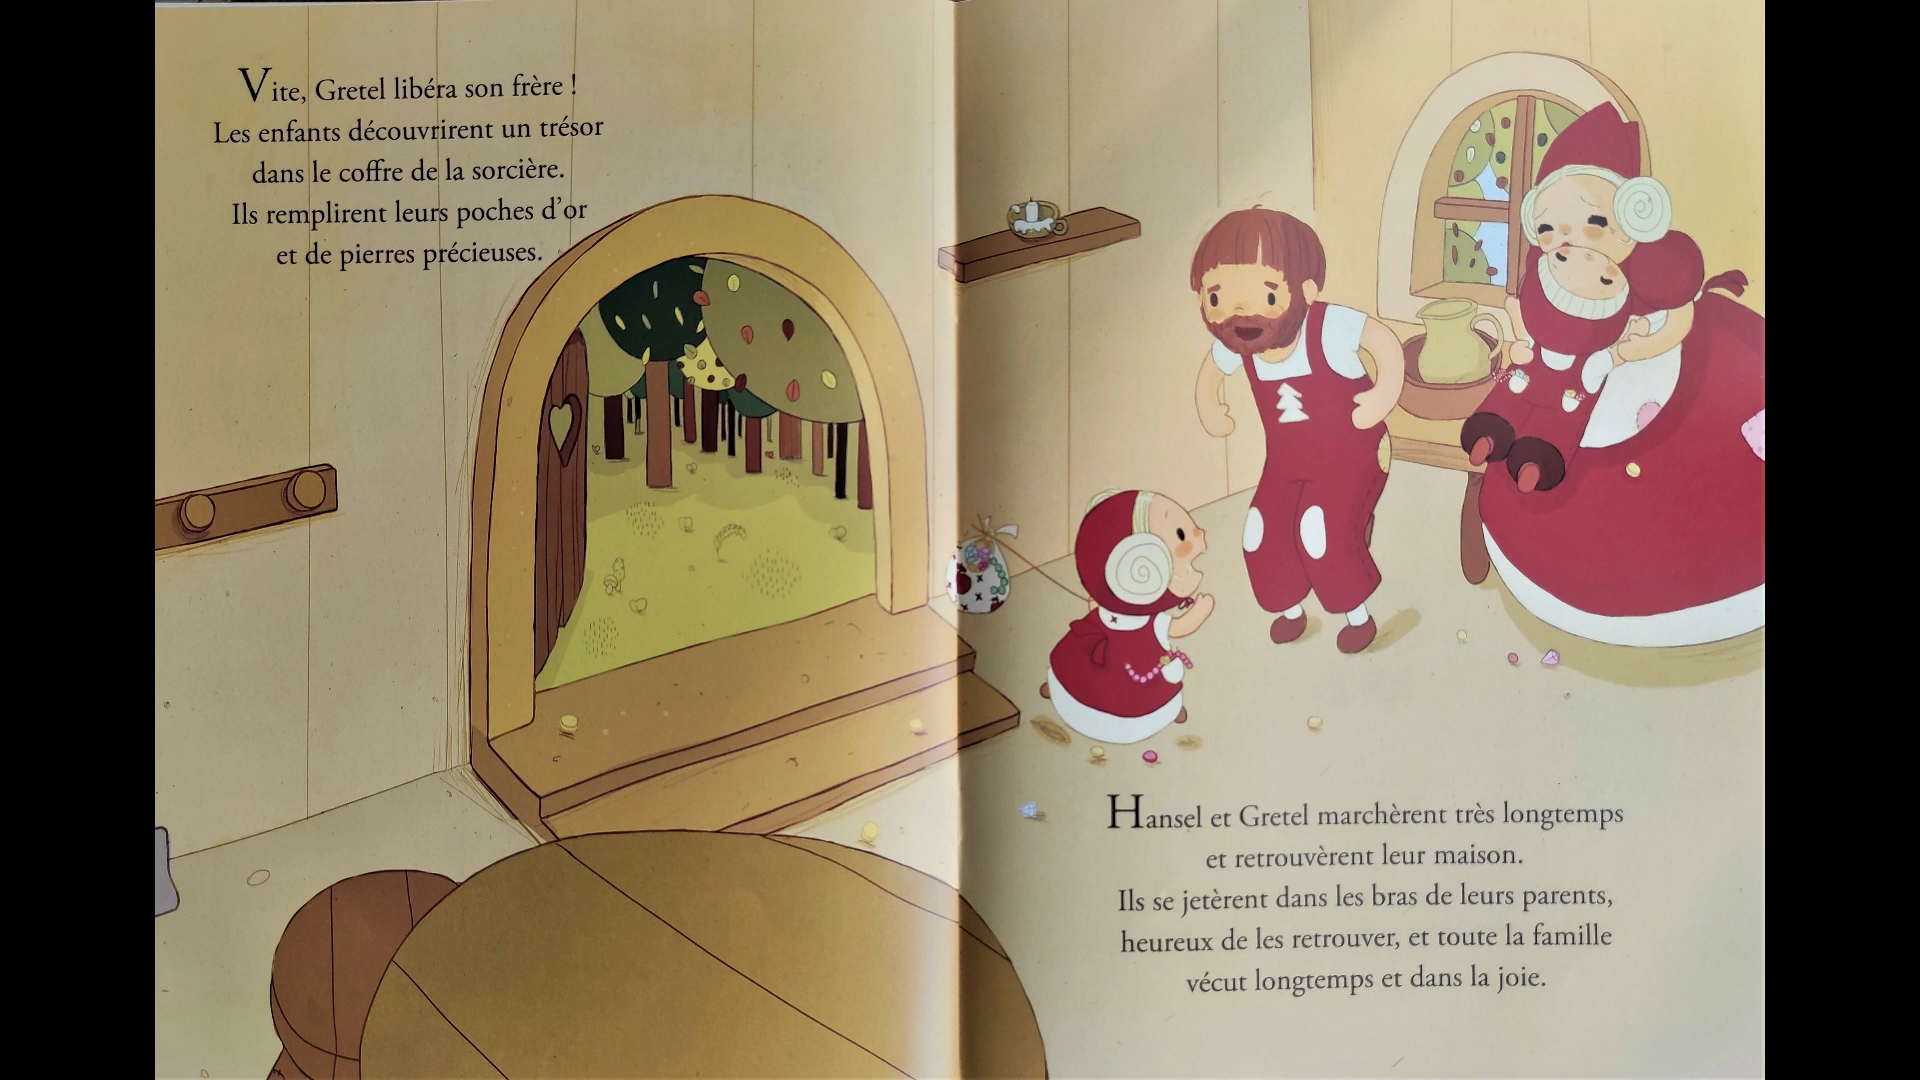 Vite, Gretel libéra son frère !
Les enfants découvrirent un trésor
dans le coffre de la sorcière.
Ils remplirent leurs poches d’or
et de pierres précieuses.
Hansel et Gretel marchèrent très longtemps
et retrouvèrent leur maison.
Ils se jetèrent dans les bras de leurs parents,
heureux de les retrouver, et toute la famille
vécut longtemps et dans la joie.